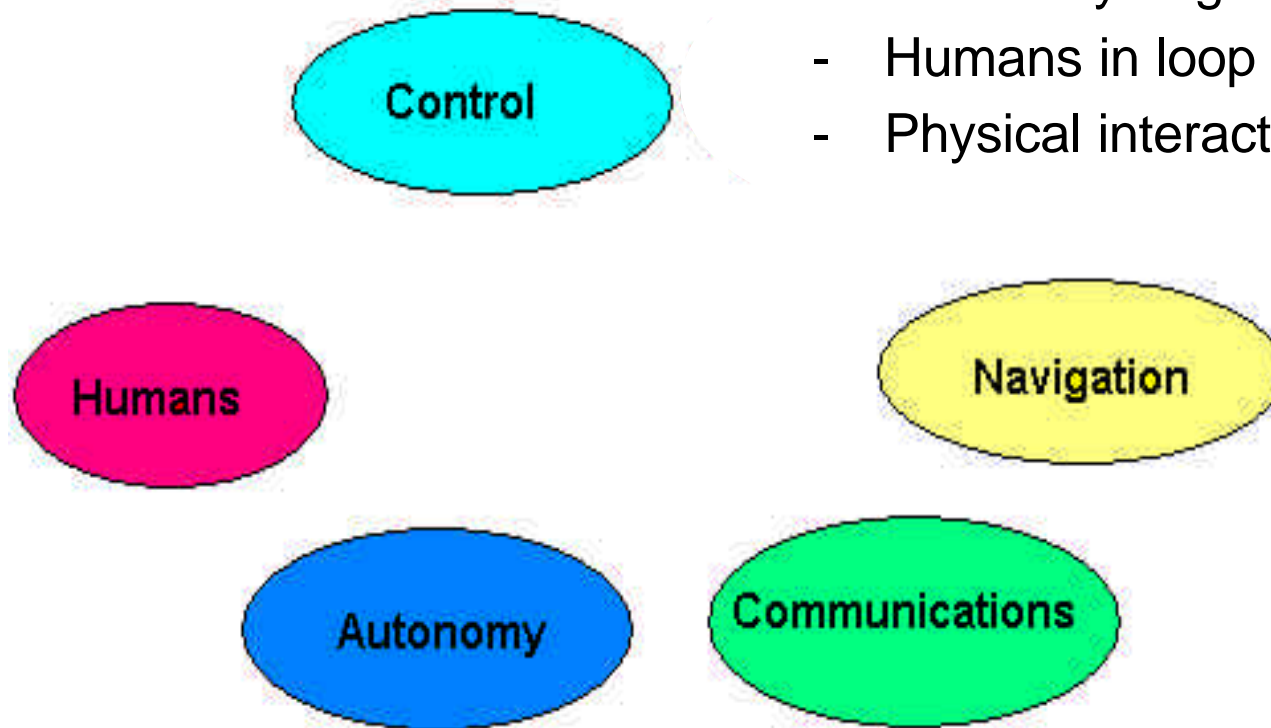 Control
- Humans in loop
- Physical interact
Humans
Navigation
Autonomy
Communications